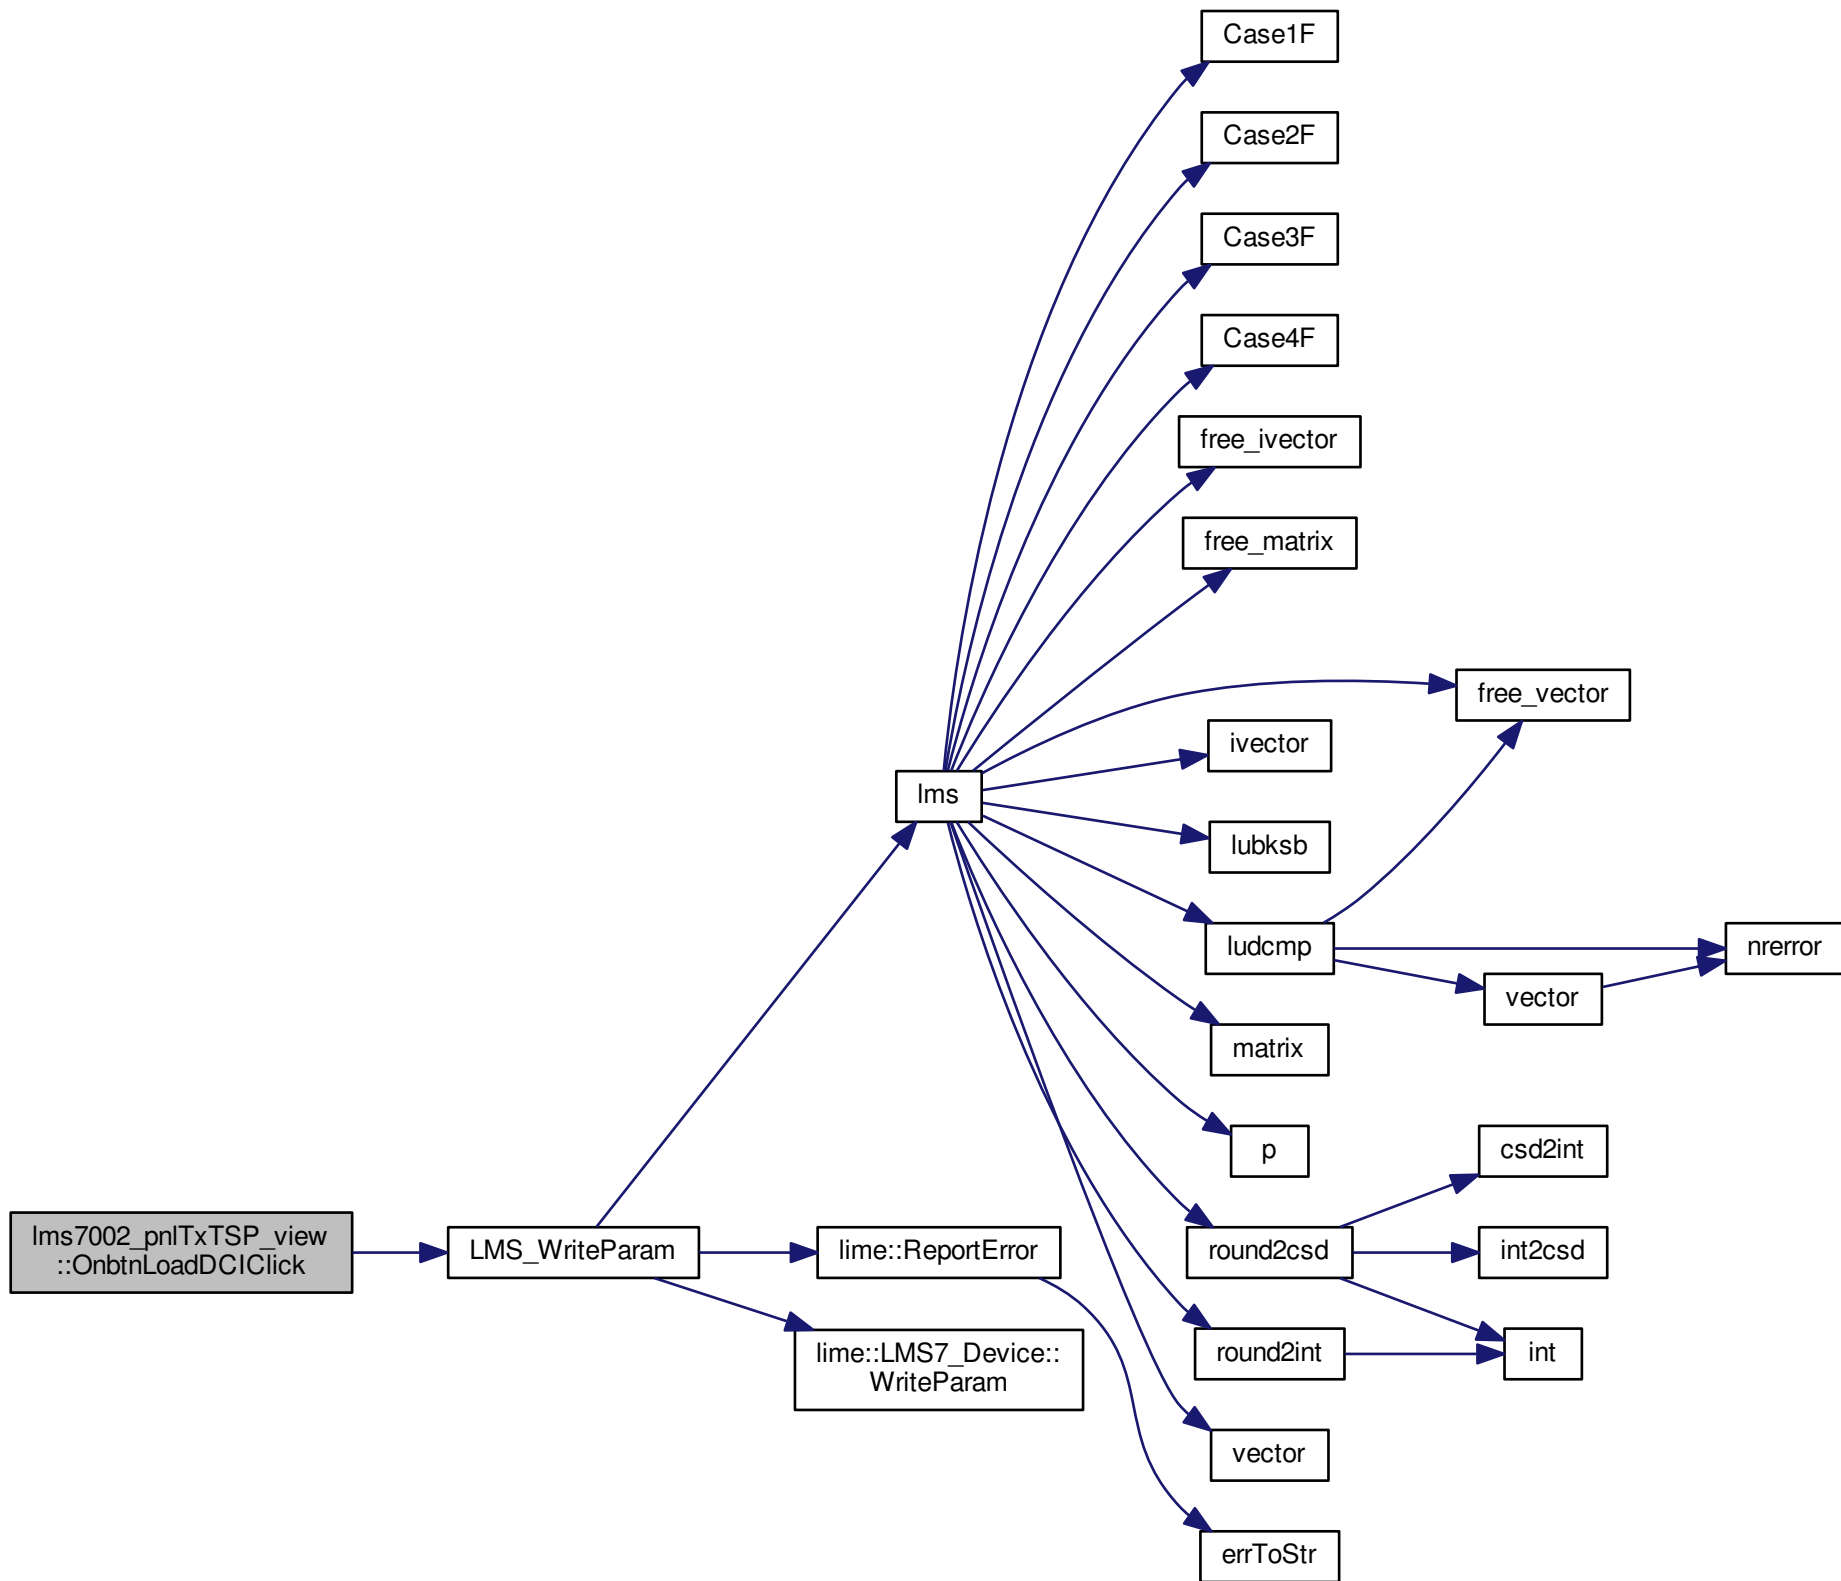 Case1F
Case2F
Case3F
Case4F
free_ivector
free_matrix
free_vector
ivector
lms
lubksb
ludcmp
nrerror
vector
matrix
p
csd2int
lms7002_pnlTxTSP_view
::OnbtnLoadDCIClick
LMS_WriteParam
lime::ReportError
round2csd
int2csd
lime::LMS7_Device::
WriteParam
round2int
int
vector
errToStr